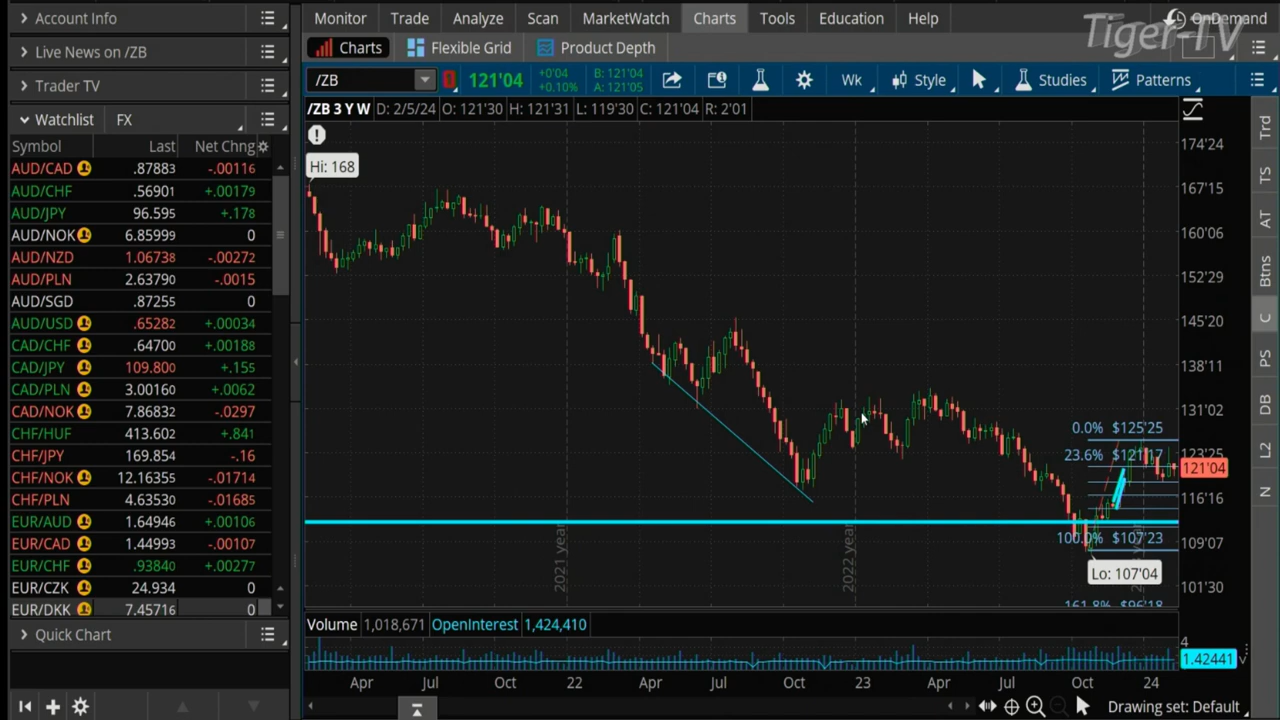 Account Info
Live News on /ZB
Trader TV
Watchlist FX
Symbol Last Net Chng
AUD/CAD .87883 -.00116
AUD/CHF .56901 +.00179
AUD/JPY 96.595 +.178
AUD/NOK 6.85999 0
AUD/NZD 1.06738 -.00272
AUD/PLN 2.63790 -.0015
AUD/SGD .87255 0
AUD/USD .65282 +.00034
CAD/CHF .64700 +.00188
CAD/JPY 109.800 +.155
CAD/PLN 3.00160 +.0062
CAD/NOK 7.86832 -.0297
CHF/HUF 413.602 +.841
CHF/JPY 169.854 -.16
CHF/NOK 12.16355 -.01714
CHF/PLN 4.63530 -.01685
EUR/AUD 1.64946 +.00106
EUR/CAD 1.44993 -.00107
EUR/CHF .93840 +.00277
EUR/CZK 24.934 0
EUR/DKK 7.45716 0
Quick Chart
Monitor Trade Analyze Scan MarketWatch Charts Tools Education Help
OnDemand
Tiger-TV
Charts Flexible Grid Product Depth
/ZB 121'04 +0'04 B: 121'04
+0.10% A: 121'05
Wk Style Studies Patterns
/ZB 3 Y W D: 2/5/24 O: 121'30 H: 121'31 L: 119'30 C: 121'04 R: 2'01
Hi: 168
174'24
167'15
160'06
152'29
145'20
138'11
131'02
123'25
121'04
116'16
109'07
101'30
0.0% $125'25
23.6% $121'17
100.0% $107'23
Lo: 107'04
161.8% $96'18
2021 year
2022 year
Volume 1,018,671 OpenInterest 1,424,410
4
1.42441
Apr Jul Oct 22 Apr Jul Oct 23 Apr Jul Oct 24
Drawing set: Default
Trd
TS
AT
Btns
C
PS
DB
L2
N